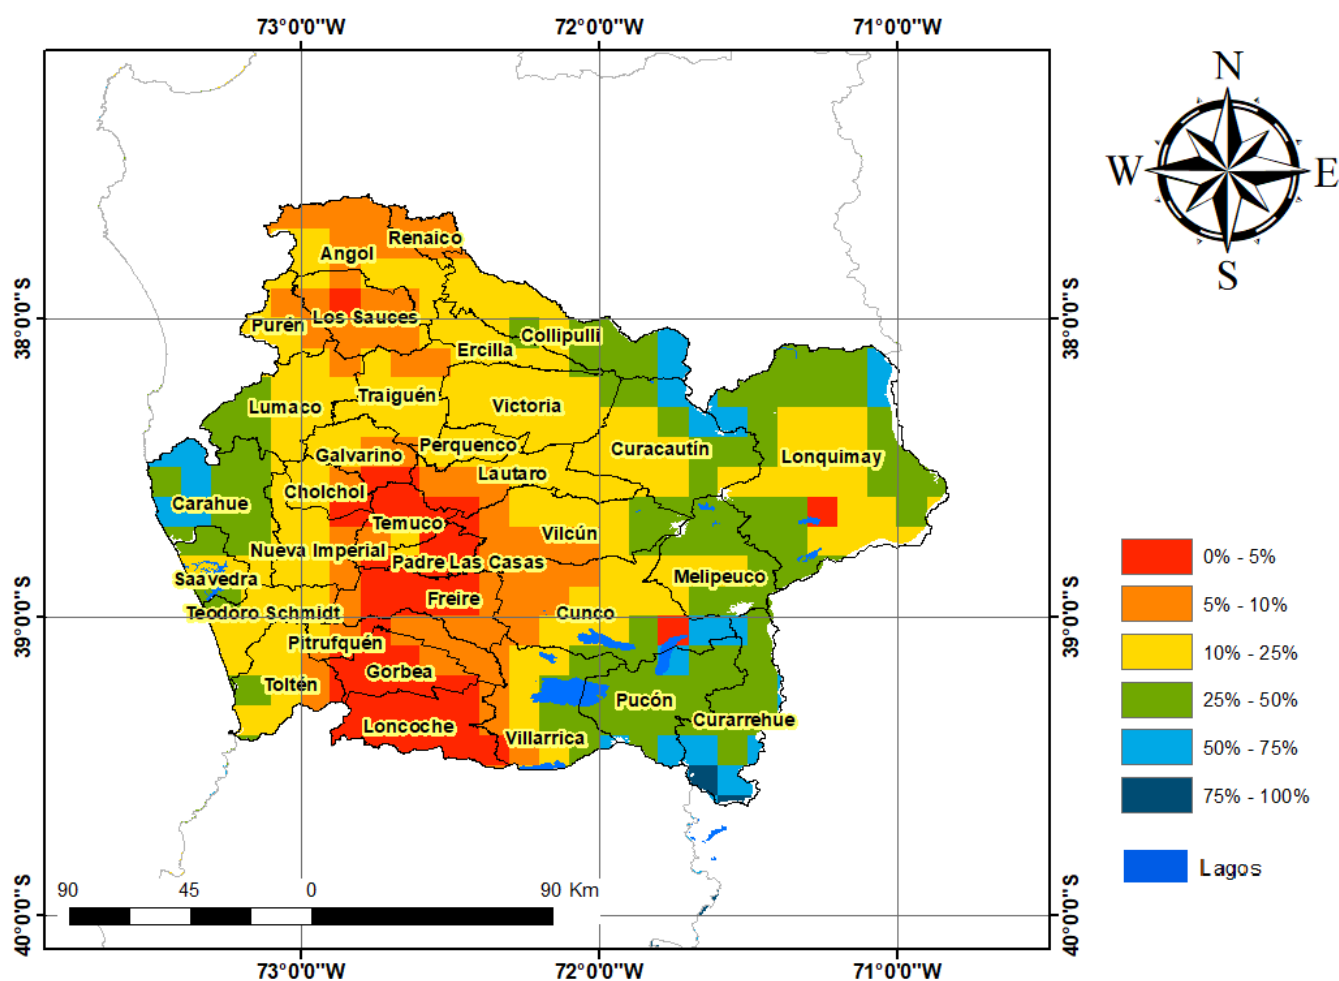 73°0'0"W 72°0'0"W 71°0'0"W
N
W E
S
Renaico
Angol
38°0'0"S 38°0'0"S
Los Sauces
Purén
Collipulli
Ercilla
Traiguén
Lumaco
Victoria
Perquenco
Curacautín
Galvarino
Lonquimay
Lautaro
Cholchol
Carahue
Temuco
Vilcún
Nueva Imperial
Padre Las Casas
Saavedra
Melipeuco
Freire
Teodoro Schmidt
Cunco
39°0'0"S 39°0'0"S
Pitrufquén
Gorbea
Toltén
Pucón
Curarrehue
Loncoche
Villarrica
0% - 5%
5% - 10%
10% - 25%
25% - 50%
50% - 75%
75% - 100%
Lagos
90 45 0 90 Km
40°0'0"S 40°0'0"S
73°0'0"W 72°0'0"W 71°0'0"W